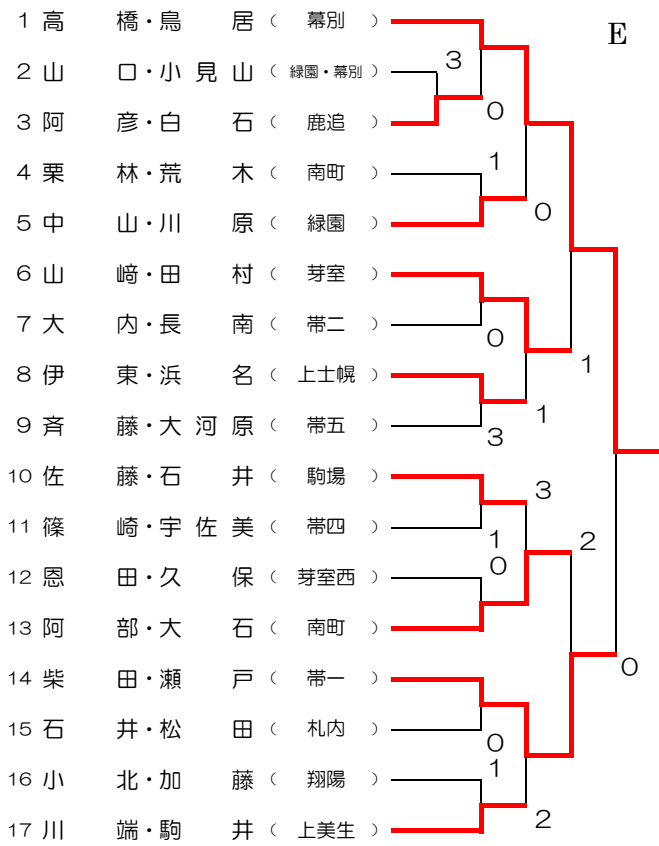 E
1 高橋・鳥居（幕別）
2 山口・小見山（緑園・幕別）
3
3 阿彦・白石（鹿追）
0
4 栗林・荒木（南町）
1
5 中山・川原（緑園）
0
6 山﨑・田村（芽室）
7 大内・長南（帯二）
0
1
8 伊東・浜名（上士幌）
1
9 斉藤・大河原（帯五）
3
10 佐藤・石井（駒場）
3
11 篠崎・宇佐美（帯四）
1
2
12 恩田・久保（芽室西）
0
13 阿部・大石（南町）
14 柴田・瀬戸（帯一）
0
15 石井・松田（札内）
0
16 小北・加藤（翔陽）
1
17 川端・駒井（上美生）
2